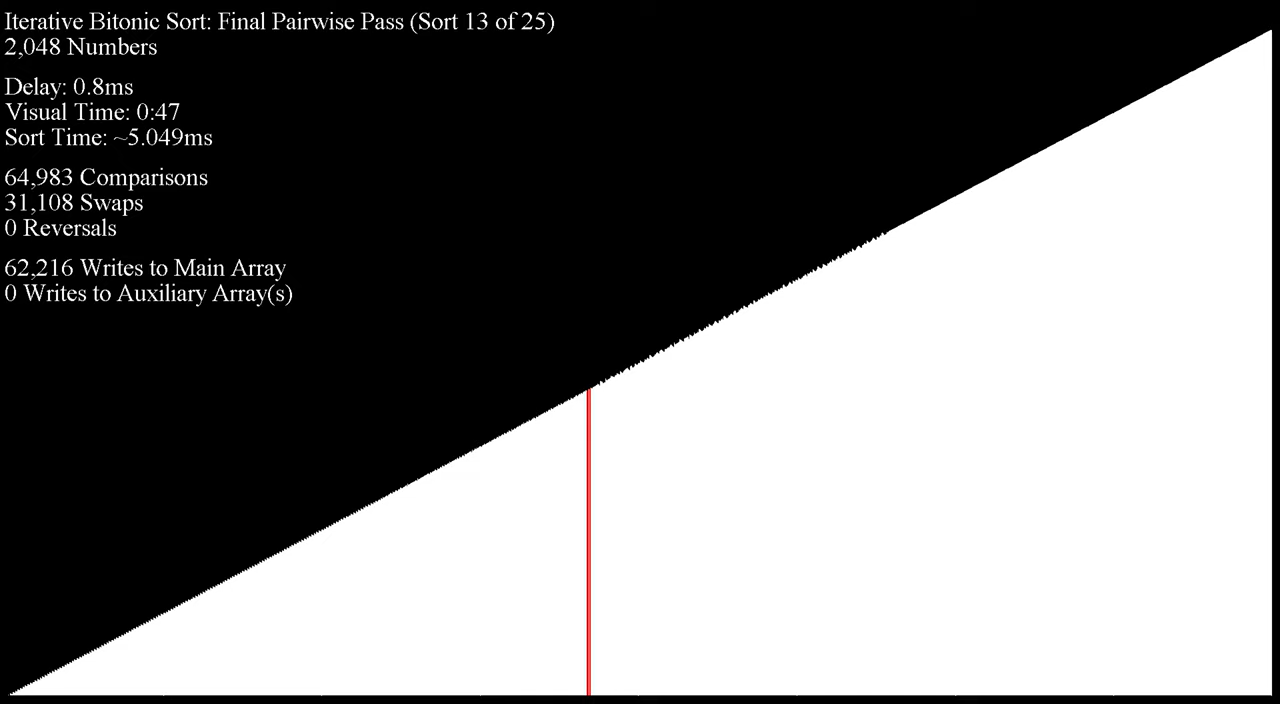 Iterative Bitonic Sort: Final Pairwise Pass (Sort 13 of 25)
2,048 Numbers
Delay: 0.8ms
Visual Time: 0:47
Sort Time: ~5.049ms
64,983 Comparisons
31,108 Swaps
0 Reversals
62,216 Writes to Main Array
0 Writes to Auxiliary Array(s)